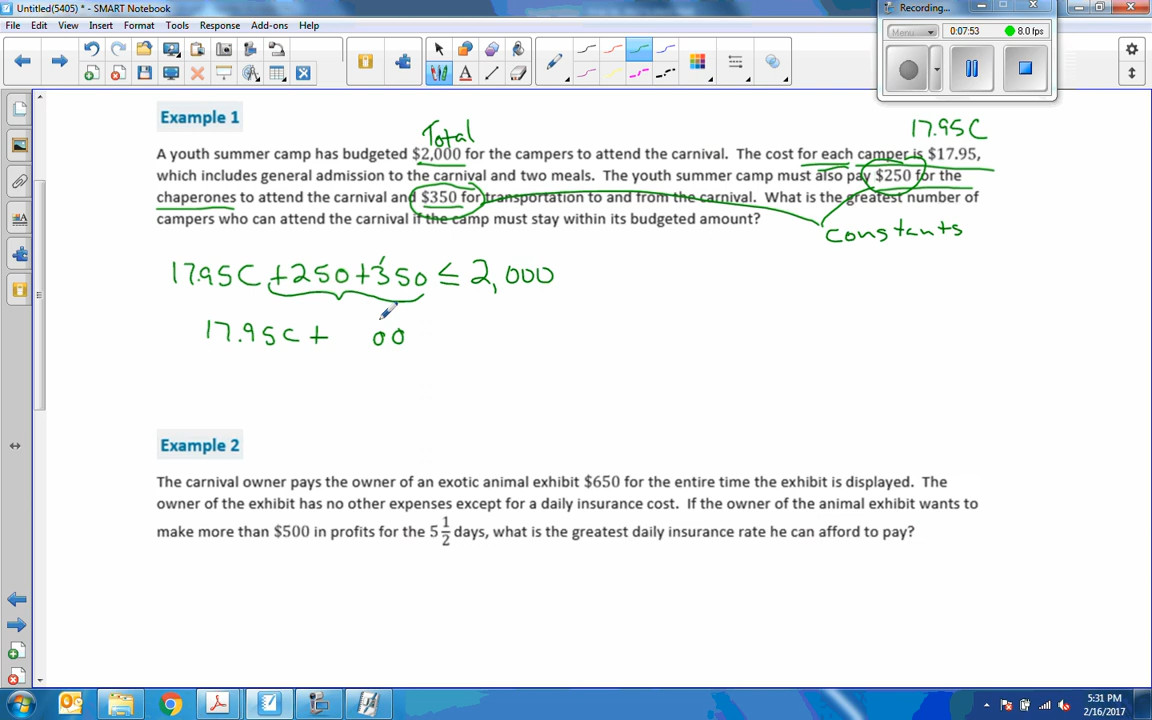 Untitled(5405) * - SMART Notebook
Recording...
File Edit View Insert Format Tools Response Add-ons Help
Menu 0:07:53 8.0 fps
Example 1
Total
17.95C
A youth summer camp has budgeted $2,000 for the campers to attend the carnival. The cost for each camper is $17.95,
which includes general admission to the carnival and two meals. The youth summer camp must also pay $250 for the
chaperones to attend the carnival and $350 for transportation to and from the carnival. What is the greatest number of
campers who can attend the carnival if the camp must stay within its budgeted amount?
constants
17.95C +250+350 ≤ 2,000
17.95C + 00
Example 2
The carnival owner pays the owner of an exotic animal exhibit $650 for the entire time the exhibit is displayed. The
owner of the exhibit has no other expenses except for a daily insurance cost. If the owner of the animal exhibit wants to
make more than $500 in profits for the 5 1/2 days, what is the greatest daily insurance rate he can afford to pay?
5:31 PM
2/16/2017